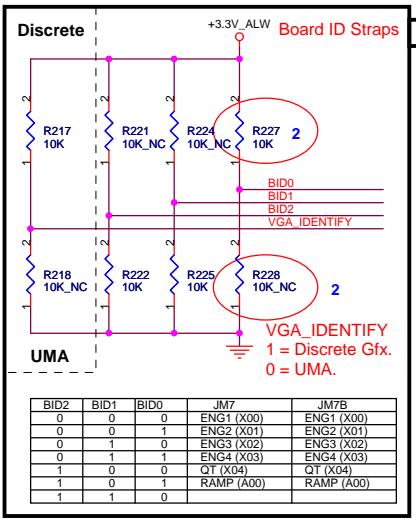 Discrete +3.3V_ALW Board ID Straps
2 2 2 2
R217 R221 R224 R227 2
10K 10K_NC 10K_NC 10K
1 1 1 1
BID0
BID1
BID2
VGA_IDENTIFY
2 2 2 2
R218 R222 R225 R228
10K_NC 10K 10K 10K_NC 2
1 1 1 1
VGA_IDENTIFY
1 = Discrete Gfx.
UMA 0 = UMA.
BID2 BID1 BID0 JM7 JM7B
0 0 0 ENG1 (X00) ENG1 (X00)
0 0 1 ENG2 (X01) ENG2 (X01)
0 1 0 ENG3 (X02) ENG3 (X02)
0 1 1 ENG4 (X03) ENG4 (X03)
1 0 0 QT (X04) QT (X04)
1 0 1 RAMP (A00) RAMP (A00)
1 1 0